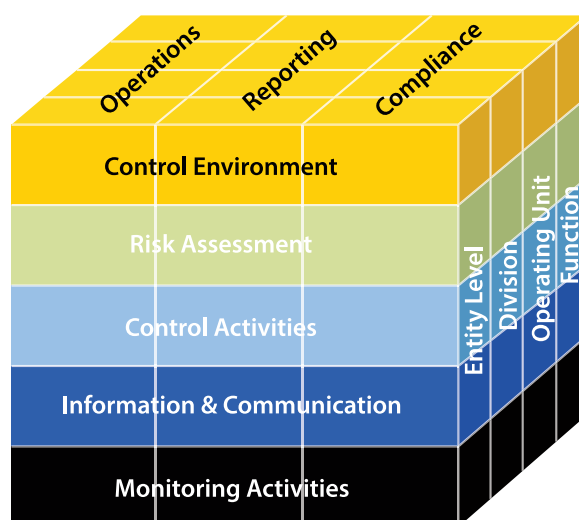 Operations
Reporting
Compliance
Control Environment
Risk Assessment
Control Activities
Information & Communication
Monitoring Activities
Entity Level
Division
Operating Unit
Function